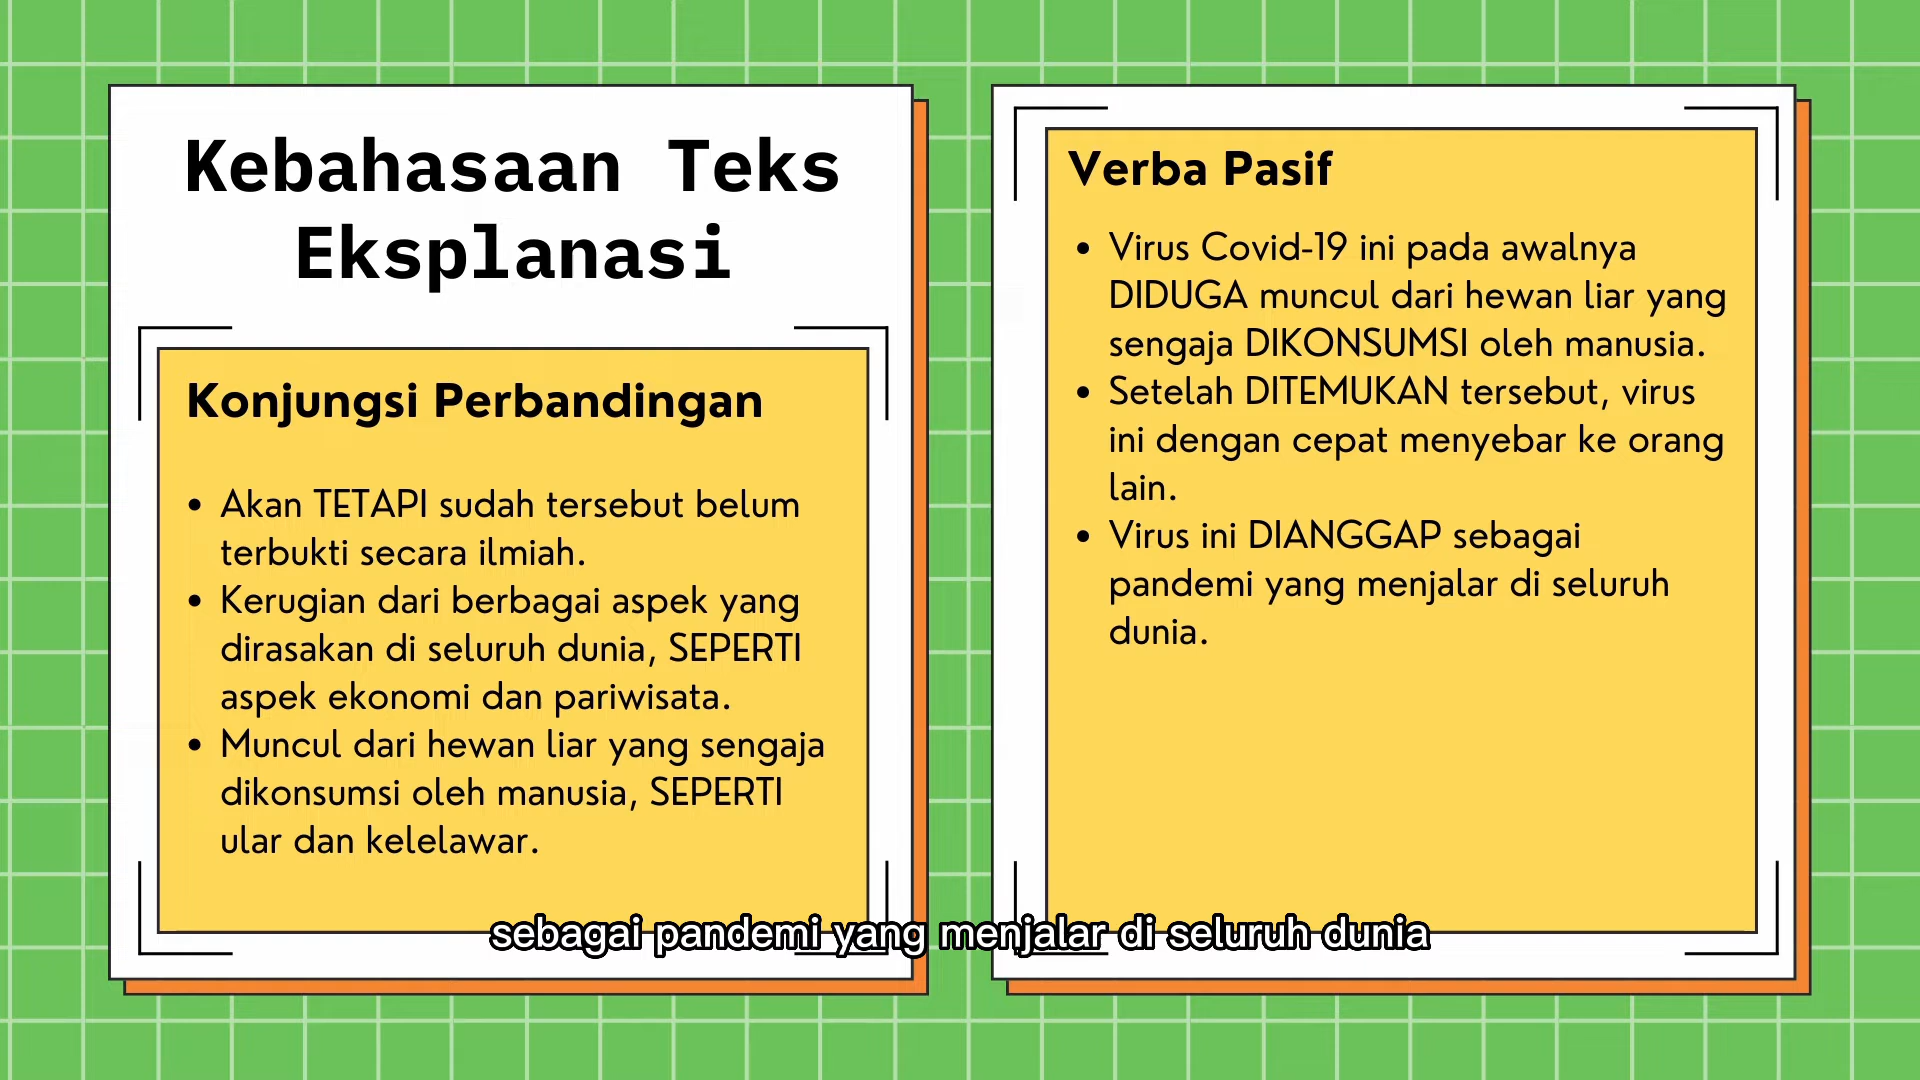 Kebahasaan Teks
Eksplanasi
Konjungsi Perbandingan
• Akan TETAPI sudah tersebut belum
terbukti secara ilmiah.
• Kerugian dari berbagai aspek yang
dirasakan di seluruh dunia, SEPERTI
aspek ekonomi dan pariwisata.
• Muncul dari hewan liar yang sengaja
dikonsumsi oleh manusia, SEPERTI
ular dan kelelawar.
Verba Pasif
• Virus Covid-19 ini pada awalnya
DIDUGA muncul dari hewan liar yang
sengaja DIKONSUMSI oleh manusia.
• Setelah DITEMUKAN tersebut, virus
ini dengan cepat menyebar ke orang
lain.
• Virus ini DIANGGAP sebagai
pandemi yang menjalar di seluruh
dunia.
sebagai pandemi yang menjalar di seluruh dunia